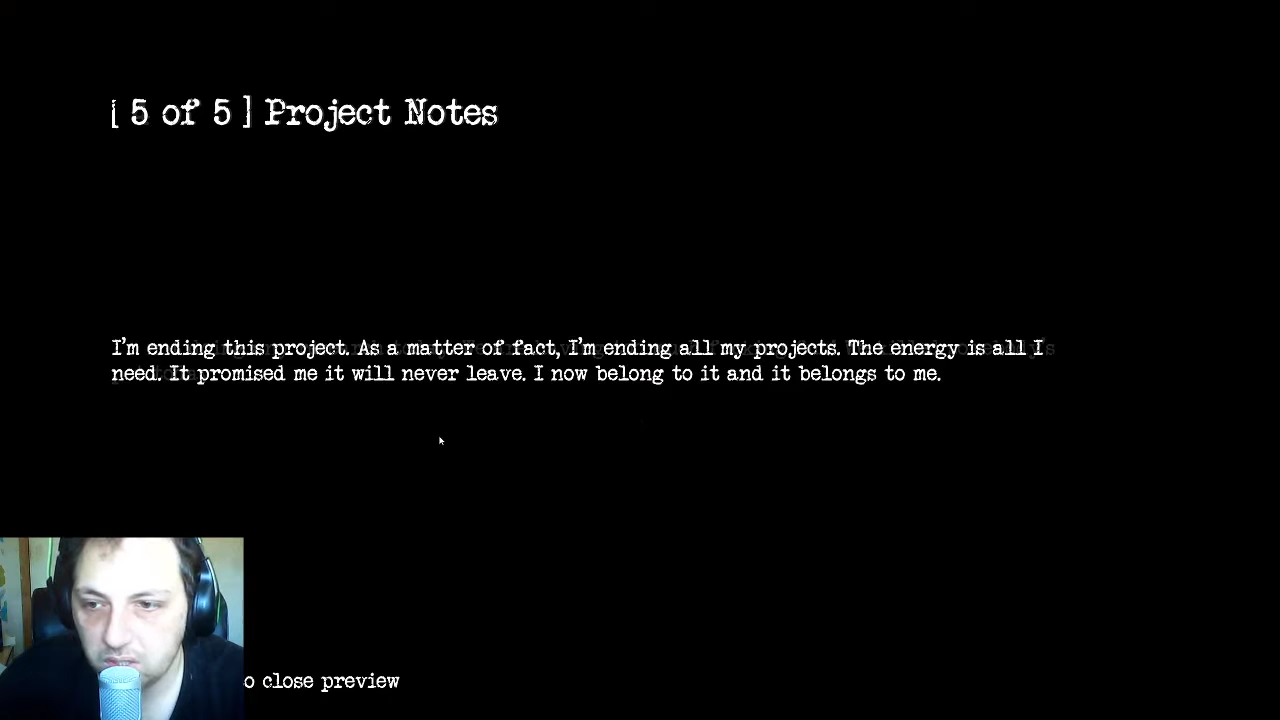 [ 5 of 5 ] Project Notes
I'm ending this project. As a matter of fact, I'm ending all my projects. The energy is all I
need. It promised me it will never leave. I now belong to it and it belongs to me.
o close preview